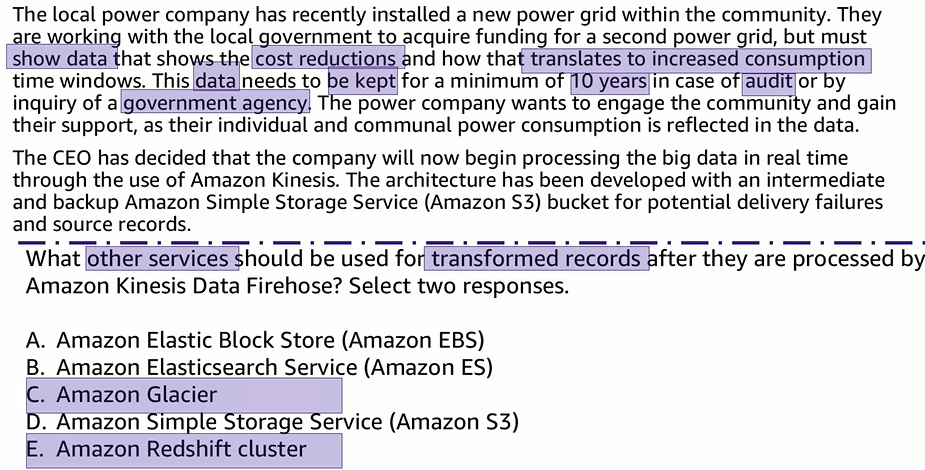 The local power company has recently installed a new power grid within the community. They
are working with the local government to acquire funding for a second power grid, but must
show data that shows the cost reductions and how that translates to increased consumption
time windows. This data needs to be kept for a minimum of 10 years in case of audit or by
inquiry of a government agency. The power company wants to engage the community and gain
their support, as their individual and communal power consumption is reflected in the data.
The CEO has decided that the company will now begin processing the big data in real time
through the use of Amazon Kinesis. The architecture has been developed with an intermediate
and backup Amazon Simple Storage Service (Amazon S3) bucket for potential delivery failures
and source records.
What other services should be used for transformed records after they are processed by
Amazon Kinesis Data Firehose? Select two responses.
A. Amazon Elastic Block Store (Amazon EBS)
B. Amazon Elasticsearch Service (Amazon ES)
C. Amazon Glacier
D. Amazon Simple Storage Service (Amazon S3)
E. Amazon Redshift cluster